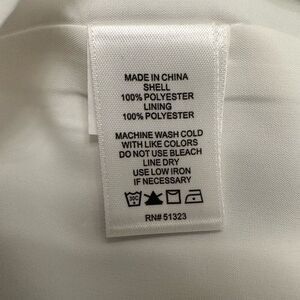 MADE IN CHINA
SHELL
100% POLYESTER
LINING
100% POLYESTER
MACHINE WASH COLD
WITH LIKE COLORS
DO NOT USE BLEACH
LINE DRY
USE LOW IRON
IF NECESSARY
30C
RN# 51323